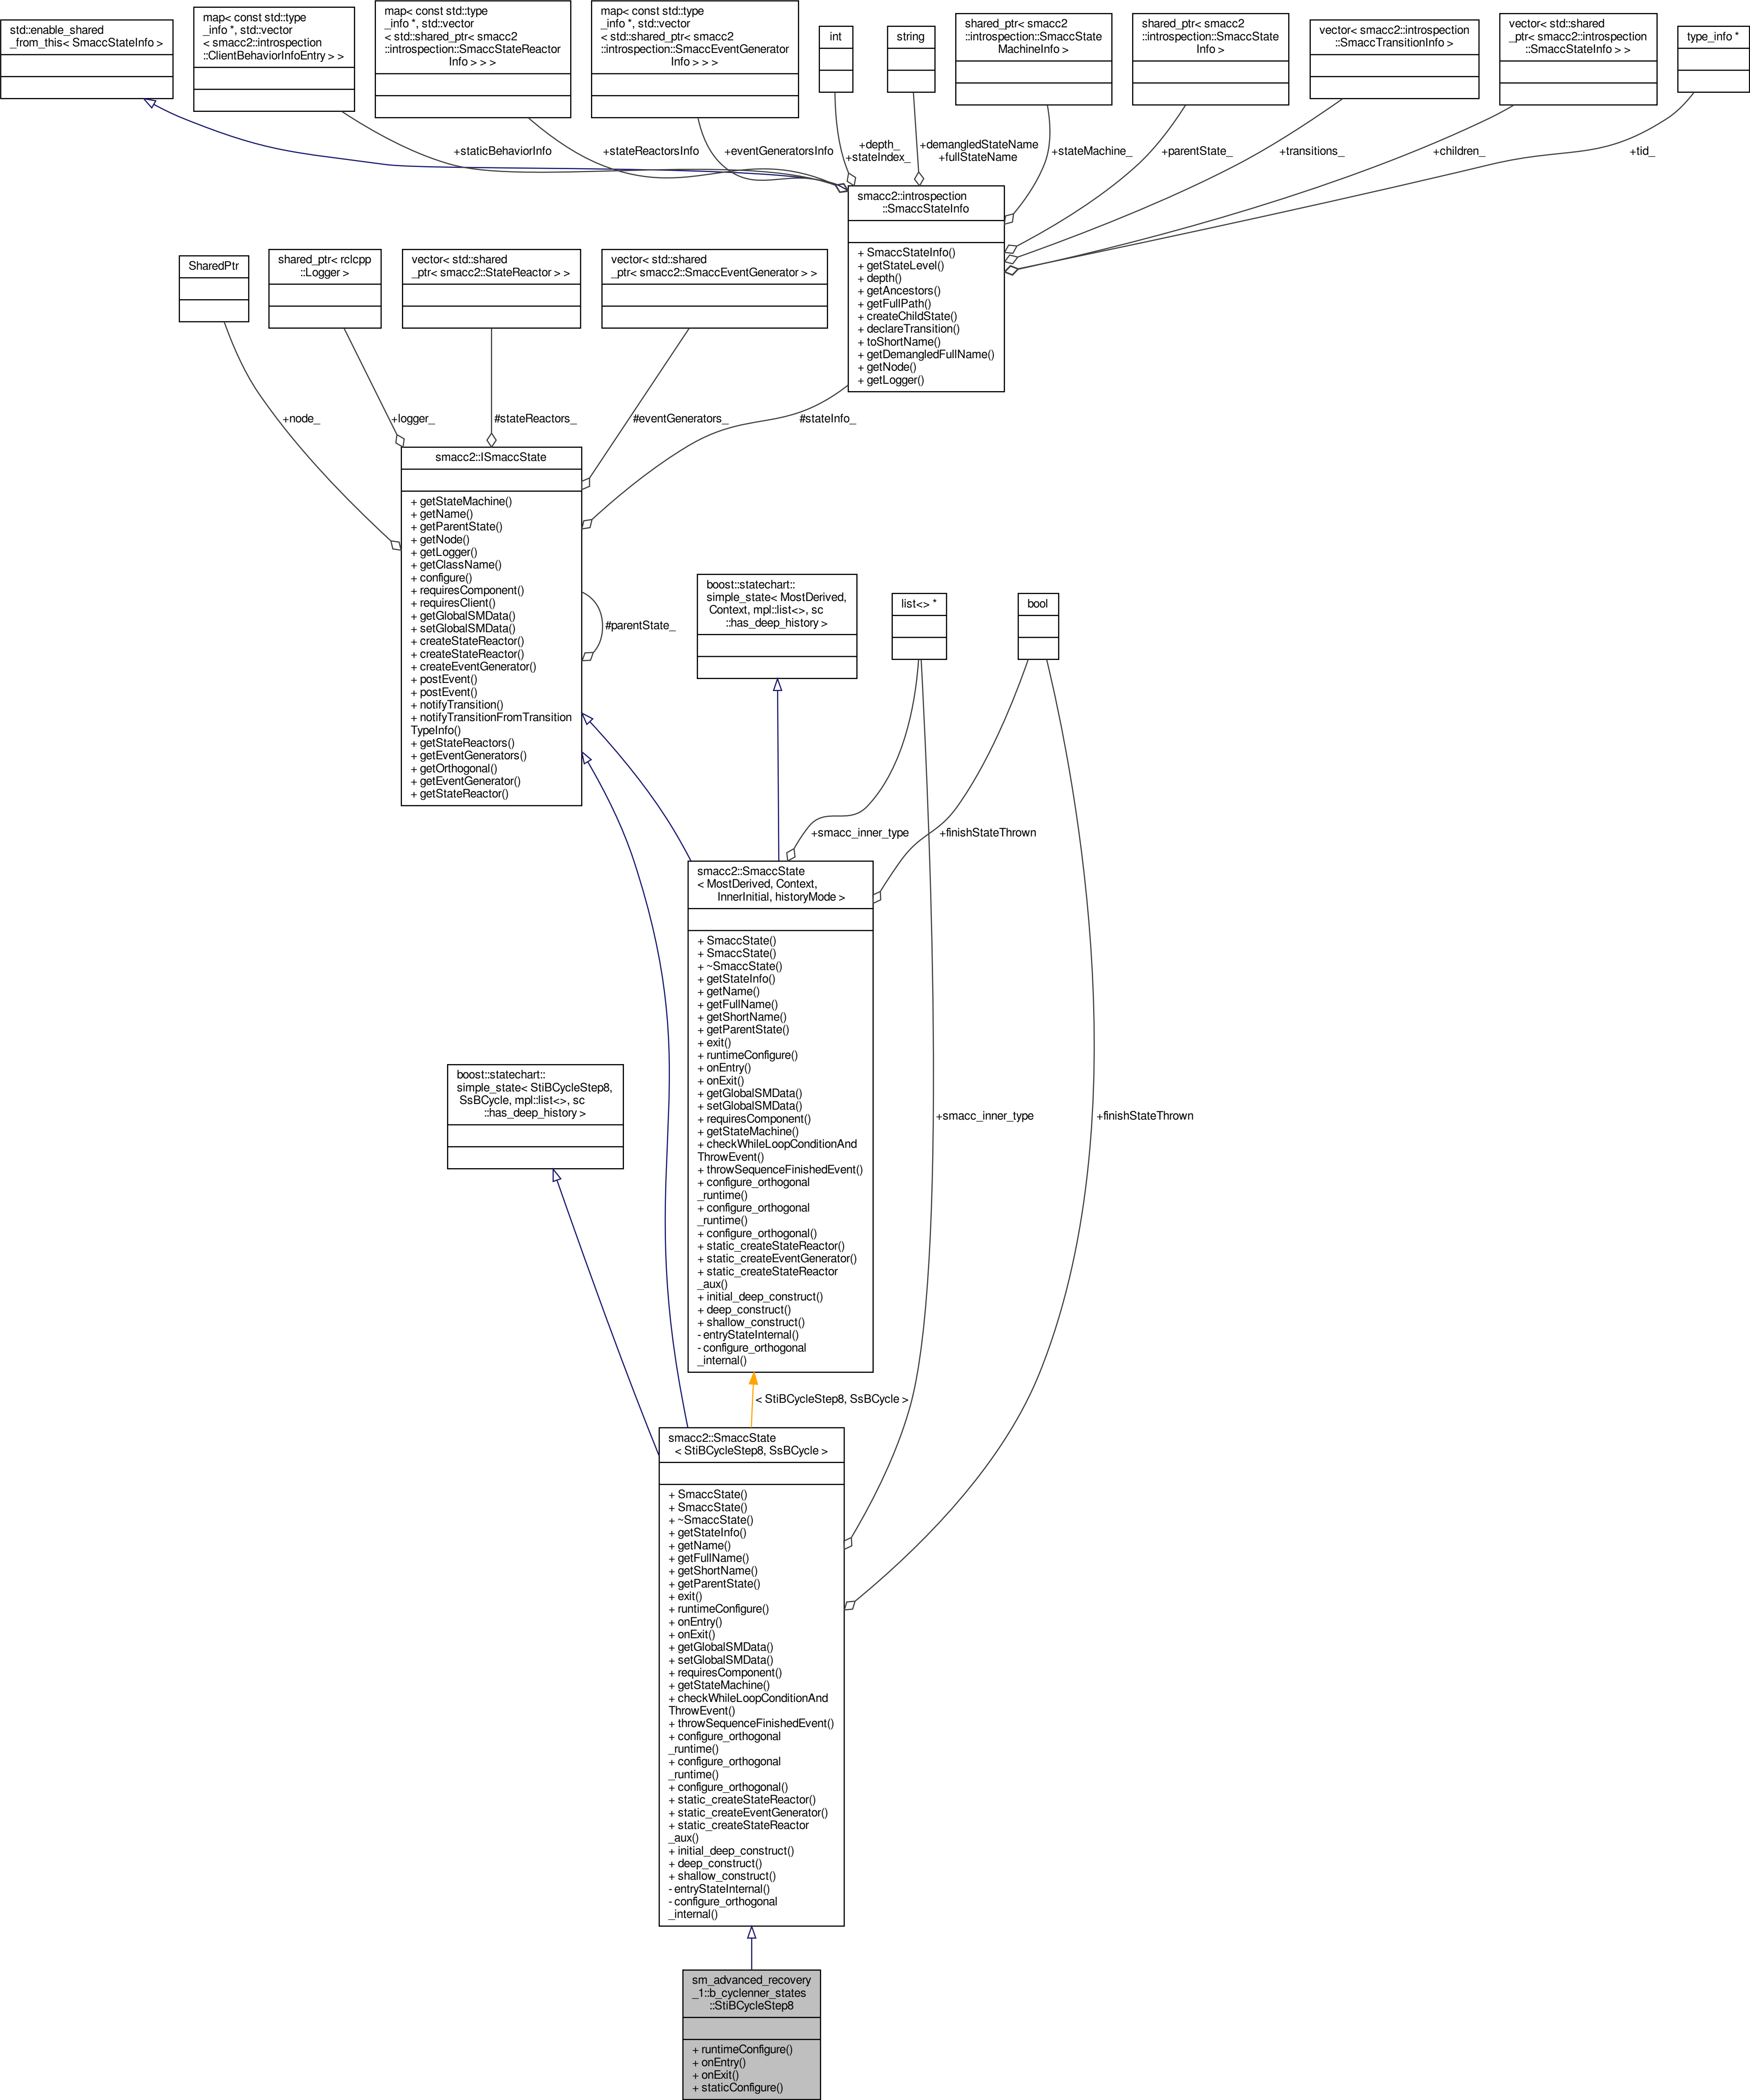 std::enable_shared
_from_this< SmaccStateInfo >
map< const std::type
_info *, std::vector
< smacc2::introspection
::ClientBehaviorInfoEntry > >
map< const std::type
_info *, std::vector
< std::shared_ptr< smacc2
::introspection::SmaccStateReactor
Info > > >
map< const std::type
_info *, std::vector
< std::shared_ptr< smacc2
::introspection::SmaccEventGenerator
Info > > >
int
string
shared_ptr< smacc2
::introspection::SmaccState
MachineInfo >
shared_ptr< smacc2
::introspection::SmaccState
Info >
vector< smacc2::introspection
::SmaccTransitionInfo >
vector< std::shared
_ptr< smacc2::introspection
::SmaccStateInfo > >
type_info *
+staticBehaviorInfo
+stateReactorsInfo
+eventGeneratorsInfo
+depth_
+stateIndex_
+demangledStateName
+fullStateName
+stateMachine_
+parentState_
+transitions_
+children_
+tid_
smacc2::introspection
::SmaccStateInfo
+ SmaccStateInfo()
+ getStateLevel()
+ depth()
+ getAncestors()
+ getFullPath()
+ createChildState()
+ declareTransition()
+ toShortName()
+ getDemangledFullName()
+ getNode()
+ getLogger()
SharedPtr
shared_ptr< rclcpp
::Logger >
vector< std::shared
_ptr< smacc2::StateReactor > >
vector< std::shared
_ptr< smacc2::SmaccEventGenerator > >
+node_
+logger_
#stateReactors_
#eventGenerators_
#stateInfo_
smacc2::ISmaccState
+ getStateMachine()
+ getName()
+ getParentState()
+ getNode()
+ getLogger()
+ getClassName()
+ configure()
+ requiresComponent()
+ requiresClient()
+ getGlobalSMData()
+ setGlobalSMData()
+ createStateReactor()
+ createStateReactor()
+ createEventGenerator()
+ postEvent()
+ postEvent()
+ notifyTransition()
+ notifyTransitionFromTransition
TypeInfo()
+ getStateReactors()
+ getEventGenerators()
+ getOrthogonal()
+ getEventGenerator()
+ getStateReactor()
#parentState_
boost::statechart::
simple_state< MostDerived,
Context, mpl::list<>, sc
::has_deep_history >
list<> *
bool
+smacc_inner_type
+finishStateThrown
smacc2::SmaccState
< MostDerived, Context,
InnerInitial, historyMode >
+ SmaccState()
+ SmaccState()
+ ~SmaccState()
+ getStateInfo()
+ getName()
+ getFullName()
+ getShortName()
+ getParentState()
+ exit()
+ runtimeConfigure()
+ onEntry()
+ onExit()
+ getGlobalSMData()
+ setGlobalSMData()
+ requiresComponent()
+ getStateMachine()
+ checkWhileLoopConditionAnd
ThrowEvent()
+ throwSequenceFinishedEvent()
+ configure_orthogonal
_runtime()
+ configure_orthogonal
_runtime()
+ configure_orthogonal()
+ static_createStateReactor()
+ static_createEventGenerator()
+ static_createStateReactor
_aux()
+ initial_deep_construct()
+ deep_construct()
+ shallow_construct()
- entryStateInternal()
- configure_orthogonal
_internal()
boost::statechart::
simple_state< StiBCycleStep8,
SsBCycle, mpl::list<>, sc
::has_deep_history >
+smacc_inner_type
+finishStateThrown
< StiBCycleStep8, SsBCycle >
smacc2::SmaccState
< StiBCycleStep8, SsBCycle >
+ SmaccState()
+ SmaccState()
+ ~SmaccState()
+ getStateInfo()
+ getName()
+ getFullName()
+ getShortName()
+ getParentState()
+ exit()
+ runtimeConfigure()
+ onEntry()
+ onExit()
+ getGlobalSMData()
+ setGlobalSMData()
+ requiresComponent()
+ getStateMachine()
+ checkWhileLoopConditionAnd
ThrowEvent()
+ throwSequenceFinishedEvent()
+ configure_orthogonal
_runtime()
+ configure_orthogonal
_runtime()
+ configure_orthogonal()
+ static_createStateReactor()
+ static_createEventGenerator()
+ static_createStateReactor
_aux()
+ initial_deep_construct()
+ deep_construct()
+ shallow_construct()
- entryStateInternal()
- configure_orthogonal
_internal()
sm_advanced_recovery
_1::b_cyclenner_states
::StiBCycleStep8
+ runtimeConfigure()
+ onEntry()
+ onExit()
+ staticConfigure()